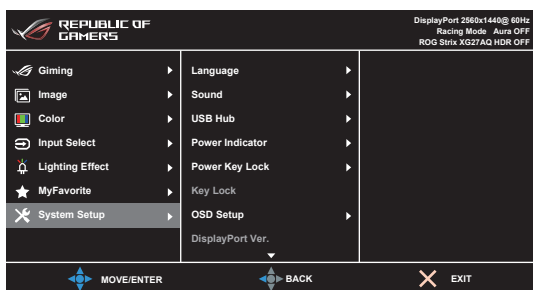 REPUBLIC OF
GAMERS
DisplayPort 2560x1440@ 60Hz
Racing Mode Aura OFF
ROG Strix XG27AQ HDR OFF
Giming
Image
Color
Input Select
Lighting Effect
MyFavorite
System Setup
Language
Sound
USB Hub
Power Indicator
Power Key Lock
Key Lock
OSD Setup
DisplayPort Ver.
MOVE/ENTER
BACK
EXIT